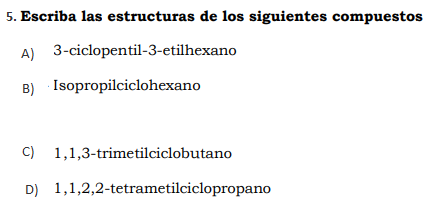 5. Escriba las estructuras de los siguientes compuestos
A) 3-ciclopentil-3-etilhexano
B) Isopropilciclohexano
C) 1,1,3-trimetilciclobutano
D) 1,1,2,2-tetrametilciclopropano